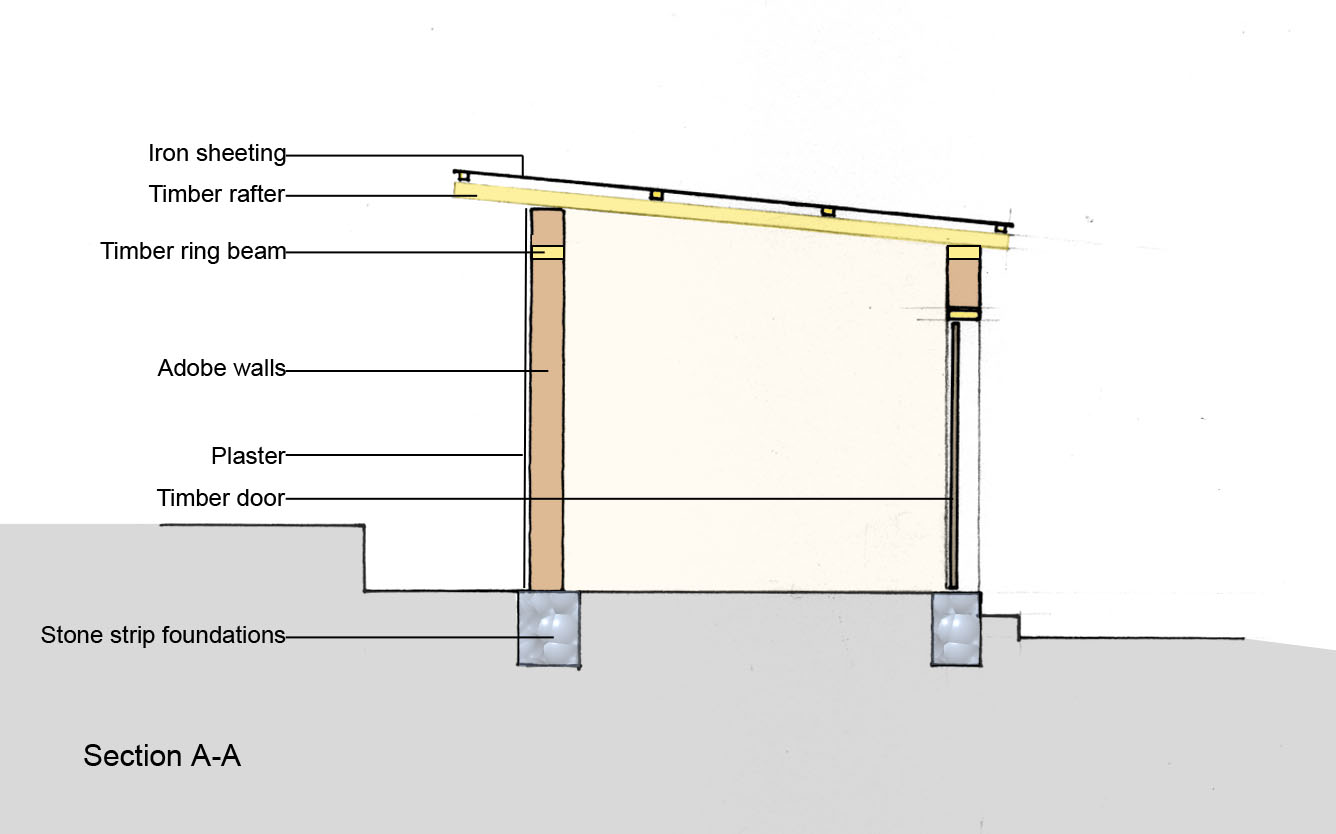 Iron sheeting
Timber rafter
Timber ring beam
Adobe walls
Plaster
Timber door
Stone strip foundations
Section A-A